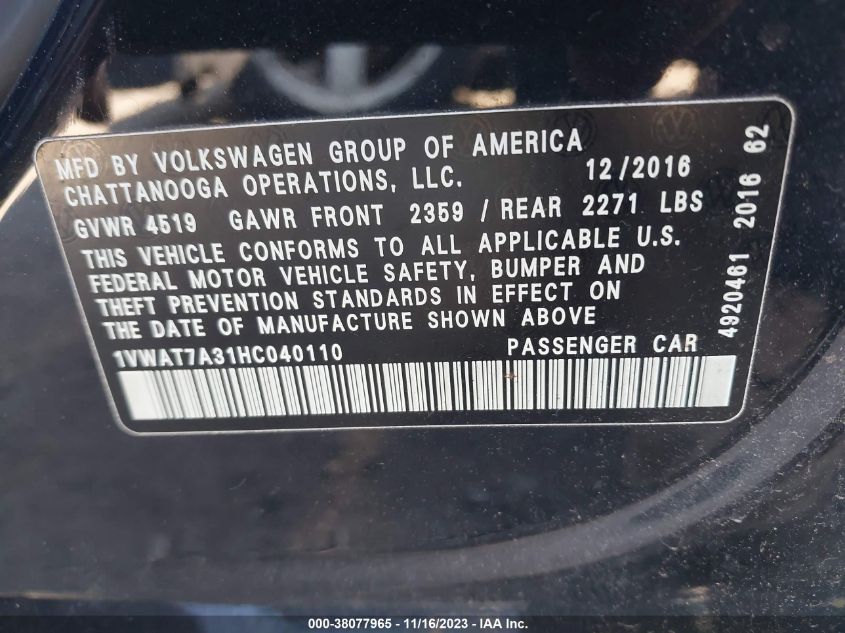 MFD BY VOLKSWAGEN GROUP OF AMERICA
CHATTANOOGA OPERATIONS, LLC. 12/2016
GVWR 4519 GAWR FRONT 2359 / REAR 2271 LBS
THIS VEHICLE CONFORMS TO ALL APPLICABLE U.S.
FEDERAL MOTOR VEHICLE SAFETY, BUMPER AND
THEFT PREVENTION STANDARDS IN EFFECT ON
THE DATE OF MANUFACTURE SHOWN ABOVE
1VWAT7A31HC040110 PASSENGER CAR
4920461 2016 62
000-38077965 - 11/16/2023 - IAA Inc.